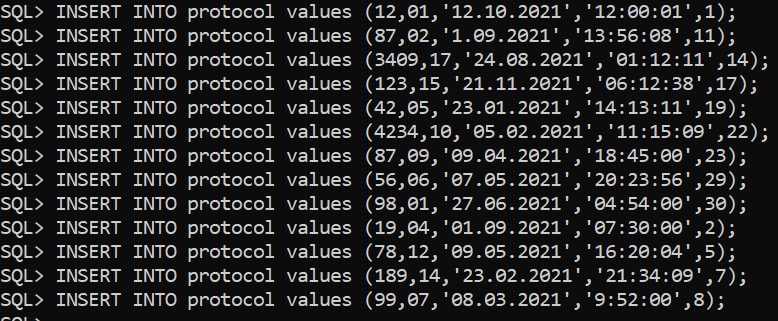 SQL> INSERT INTO protocol values (12,01,'12.10.2021','12:00:01',1);
SQL> INSERT INTO protocol values (87,02,'1.09.2021','13:56:08',11);
SQL> INSERT INTO protocol values (3409,17,'24.08.2021','01:12:11',14);
SQL> INSERT INTO protocol values (123,15,'21.11.2021','06:12:38',17);
SQL> INSERT INTO protocol values (42,05,'23.01.2021','14:13:11',19);
SQL> INSERT INTO protocol values (4234,10,'05.02.2021','11:15:09',22);
SQL> INSERT INTO protocol values (87,09,'09.04.2021','18:45:00',23);
SQL> INSERT INTO protocol values (56,06,'07.05.2021','20:23:56',29);
SQL> INSERT INTO protocol values (98,01,'27.06.2021','04:54:00',30);
SQL> INSERT INTO protocol values (19,04,'01.09.2021','07:30:00',2);
SQL> INSERT INTO protocol values (78,12,'09.05.2021','16:20:04',5);
SQL> INSERT INTO protocol values (189,14,'23.02.2021','21:34:09',7);
SQL> INSERT INTO protocol values (99,07,'08.03.2021','9:52:00',8);
SQL>